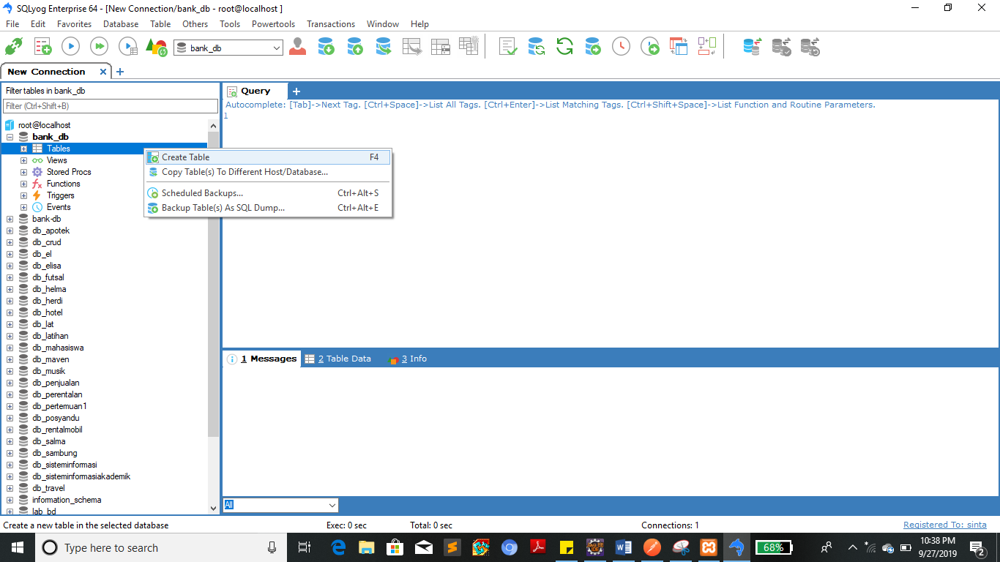 SQLyog Enterprise 64 - [New Connection/bank_db - root@localhost ]
File Edit Favorites Database Table Others Tools Powertools Transactions Window Help
bank_db
New Connection
Filter tables in bank_db
Filter (Ctrl+Shift+B)
root@localhost
bank_db
Tables
Views
Stored Procs
Functions
Triggers
Events
bank-db
db_apotek
db_crud
db_el
db_elisa
db_futsal
db_helma
db_herdi
db_hotel
db_lat
db_latihan
db_mahasiswa
db_maven
db_musik
db_penjualan
db_perentalan
db_pertemuan1
db_posyandu
db_rentalmobil
db_salma
db_sambung
db_sisteminformasi
db_sisteminformasiakademik
db_travel
information_schema
lab_bd
Create Table F4
Copy Table(s) To Different Host/Database...
Scheduled Backups... Ctrl+Alt+S
Backup Table(s) As SQL Dump... Ctrl+Alt+E
Query
Autocomplete: [Tab]->Next Tag. [Ctrl+Space]->List All Tags. [Ctrl+Enter]->List Matching Tags. [Ctrl+Shift+Space]->List Function and Routine Parameters.
1
1 Messages 2 Table Data 3 Info
All
Create a new table in the selected database Exec: 0 sec Total: 0 sec Connections: 1 Registered To: sinta
Type here to search
68%
10:38 PM
9/27/2019
2